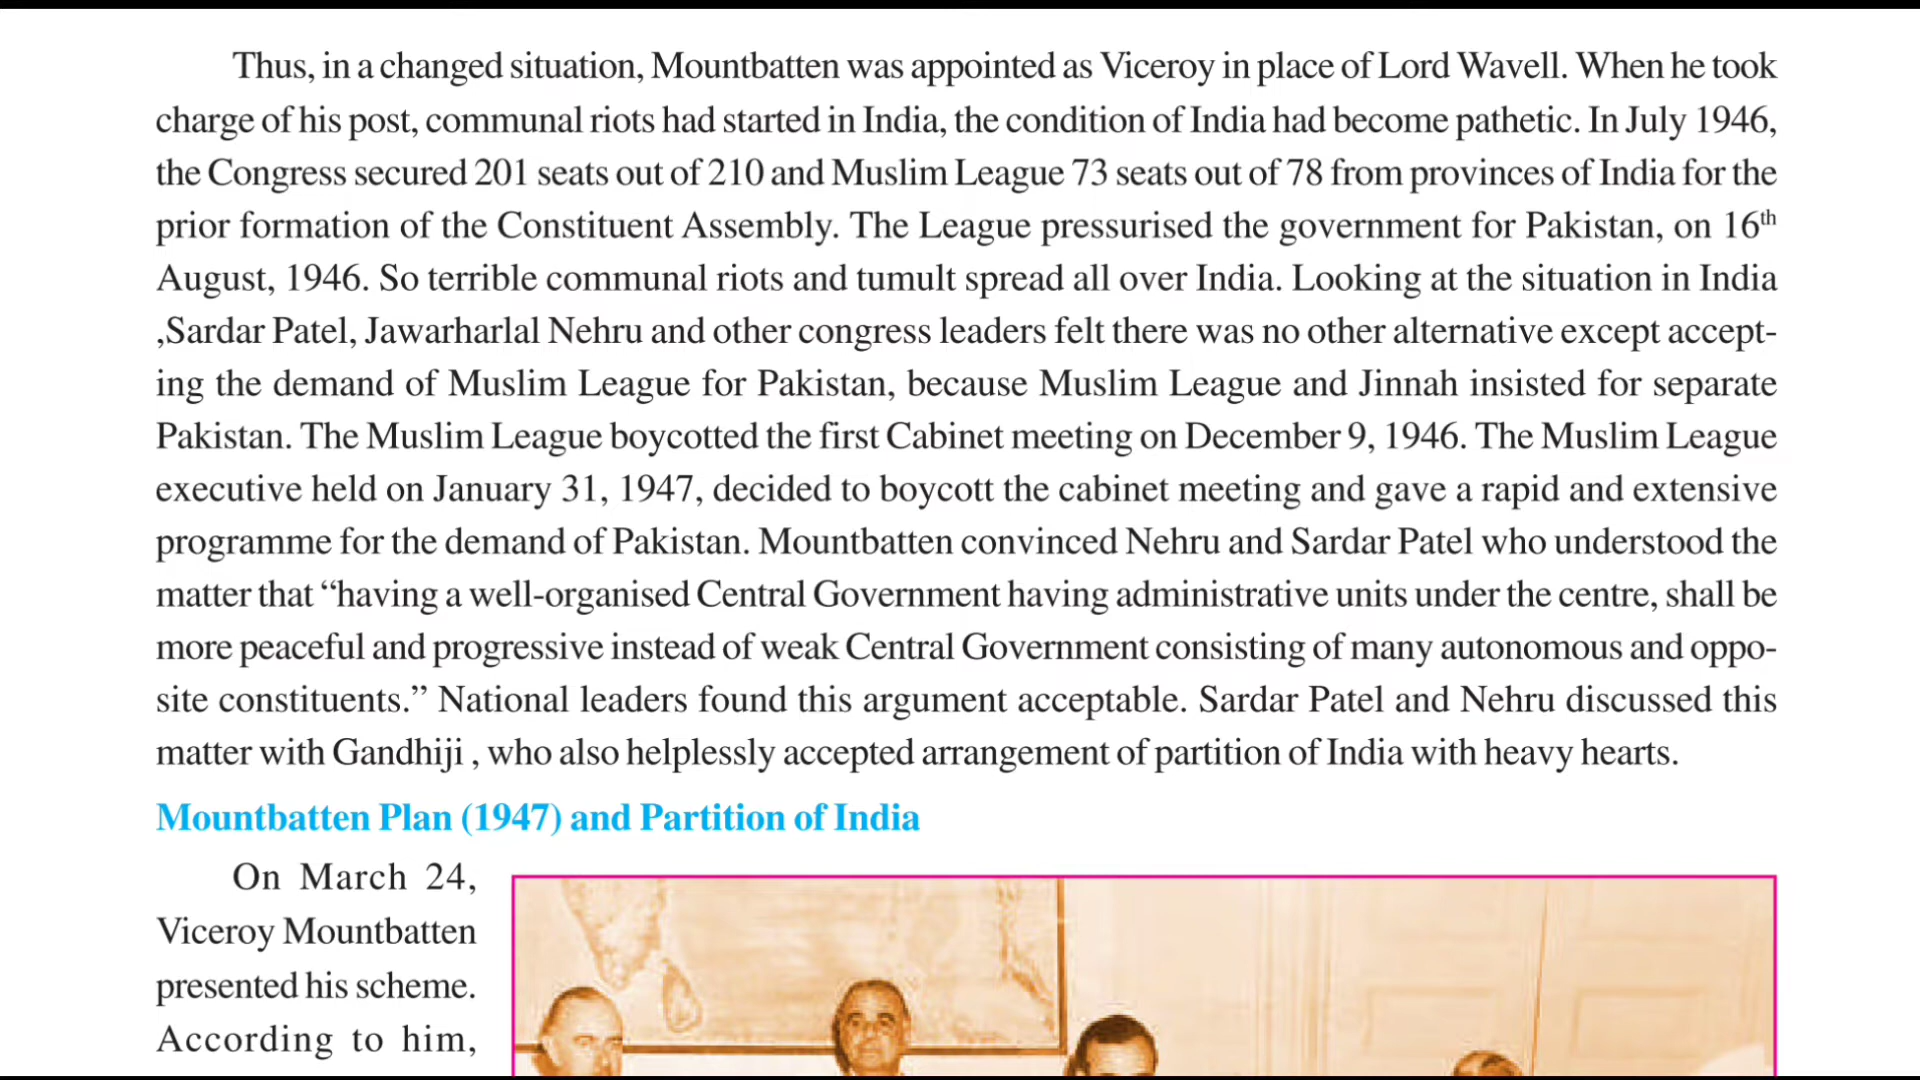 Thus, in a changed situation, Mountbatten was appointed as Viceroy in place of Lord Wavell. When he took
charge of his post, communal riots had started in India, the condition of India had become pathetic. In July 1946,
the Congress secured 201 seats out of 210 and Muslim League 73 seats out of 78 from provinces of India for the
prior formation of the Constituent Assembly. The League pressurised the government for Pakistan, on 16th
August, 1946. So terrible communal riots and tumult spread all over India. Looking at the situation in India
,Sardar Patel, Jawarharlal Nehru and other congress leaders felt there was no other alternative except accept-
ing the demand of Muslim League for Pakistan, because Muslim League and Jinnah insisted for separate
Pakistan. The Muslim League boycotted the first Cabinet meeting on December 9, 1946. The Muslim League
executive held on January 31, 1947, decided to boycott the cabinet meeting and gave a rapid and extensive
programme for the demand of Pakistan. Mountbatten convinced Nehru and Sardar Patel who understood the
matter that “having a well-organised Central Government having administrative units under the centre, shall be
more peaceful and progressive instead of weak Central Government consisting of many autonomous and oppo-
site constituents.” National leaders found this argument acceptable. Sardar Patel and Nehru discussed this
matter with Gandhiji , who also helplessly accepted arrangement of partition of India with heavy hearts.
Mountbatten Plan (1947) and Partition of India
On March 24,
Viceroy Mountbatten
presented his scheme.
According to him,